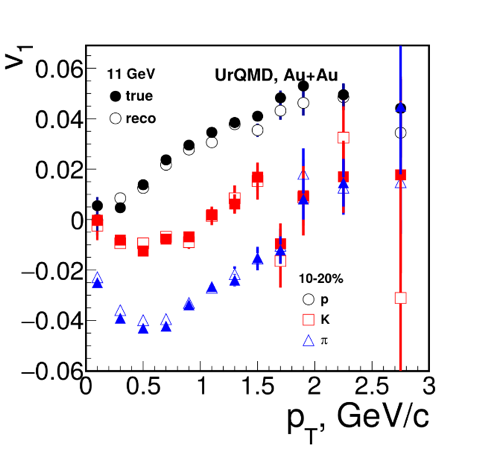 v1
0.06
0.04
0.02
0
−0.02
−0.04
−0.06
11 GeV
true
reco
UrQMD, Au+Au
10-20%
p
K
π
0 0.5 1 1.5 2 2.5 3
pT, GeV/c